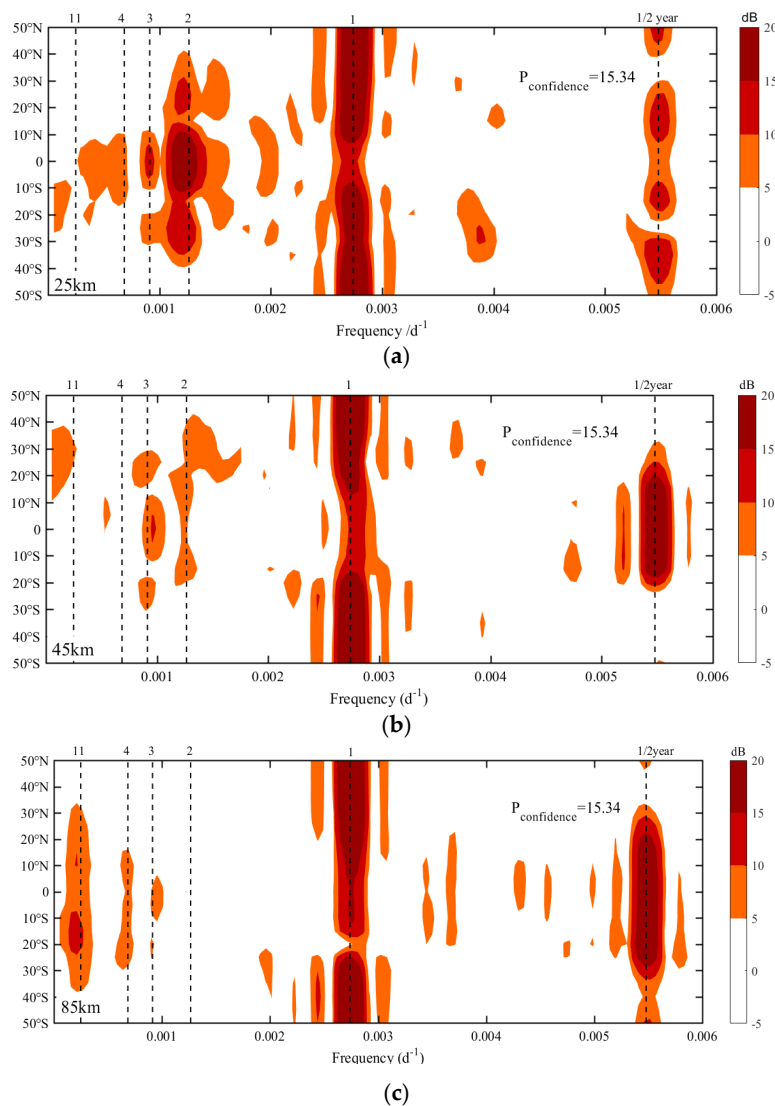 11 4 3 2 1 1/2 year dB
50°N 20
40°N
30°N 15
P_confidence=15.34
20°N
10°N 10
0
10°S 5
20°S
30°S 0
40°S
25km
50°S -5
0.001 0.002 0.003 0.004 0.005 0.006
Frequency /d⁻¹
(a)
11 4 3 2 1 1/2year dB
50°N 20
40°N
P_confidence=15.34
30°N 15
20°N
10°N 10
0
10°S 5
20°S
30°S 0
40°S
45km
50°S -5
0.001 0.002 0.003 0.004 0.005 0.006
Frequency (d⁻¹)
(b)
11 4 3 2 1 1/2year dB
50°N 20
40°N
P_confidence=15.34
30°N 15
20°N
10°N 10
0
10°S 5
20°S
30°S 0
40°S
85km
50°S -5
0.001 0.002 0.003 0.004 0.005 0.006
Frequency (d⁻¹)
(c)